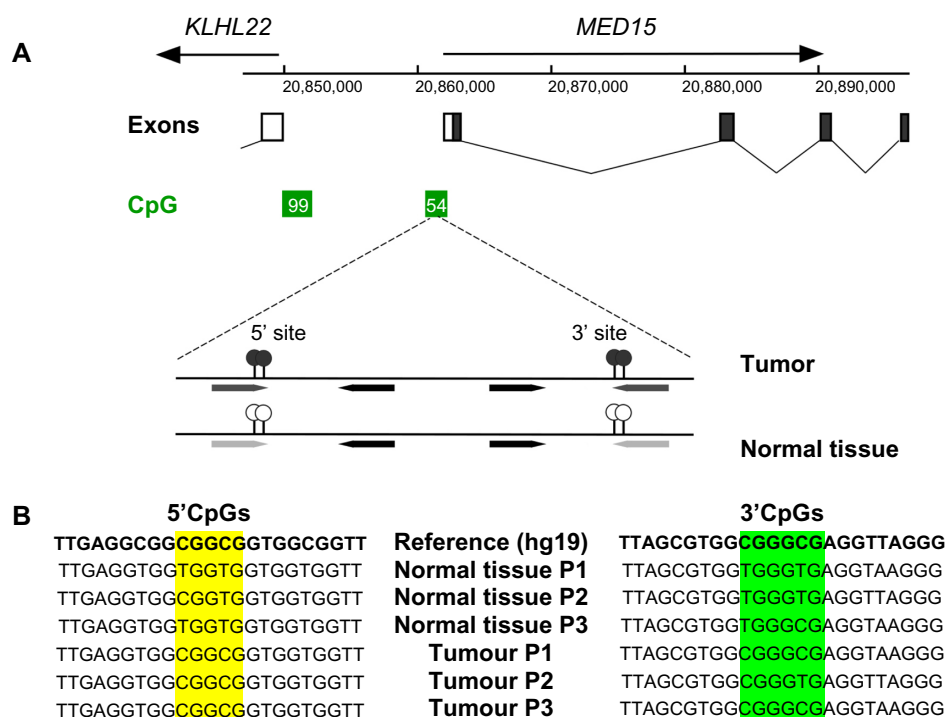 KLHL22 MED15
A
20,850,000 20,860,000 20,870,000 20,880,000 20,890,000
Exons
CpG 99 54
5' site 3' site
Tumor
Normal tissue
B 5'CpGs 3'CpGs
TTGAGGCGGCGGCGGTGGCGGTT Reference (hg19) TTAGCGTGGCGGGCGAGGTTAGGG
TTGAGGTGGTGGTGGTGGTGGTT Normal tissue P1 TTAGCGTGGTGGGTGAGGTAAGGG
TTGAGGTGGCGGTGGTGGTGGTT Normal tissue P2 TTAGCGTGGTGGGTGAGGTTAGGG
TTGAGGTGGTGGTGGTGGTGGTT Normal tissue P3 TTAGCGTGGTGGGCGAGGTAAGGG
TTGAGGTGGCGGCGGTGGTGGTT Tumour P1 TTAGCGTGGCGGGCGAGGTAAGGG
TTGAGGTGGCGGCGGTGGTGGTT Tumour P2 TTAGCGTGGCGGGTGAGGTTAGGG
TTGAGGTGGCGGCGGTGGTGGTT Tumour P3 TTAGCGTGGCGGGCGAGGTAAGGG